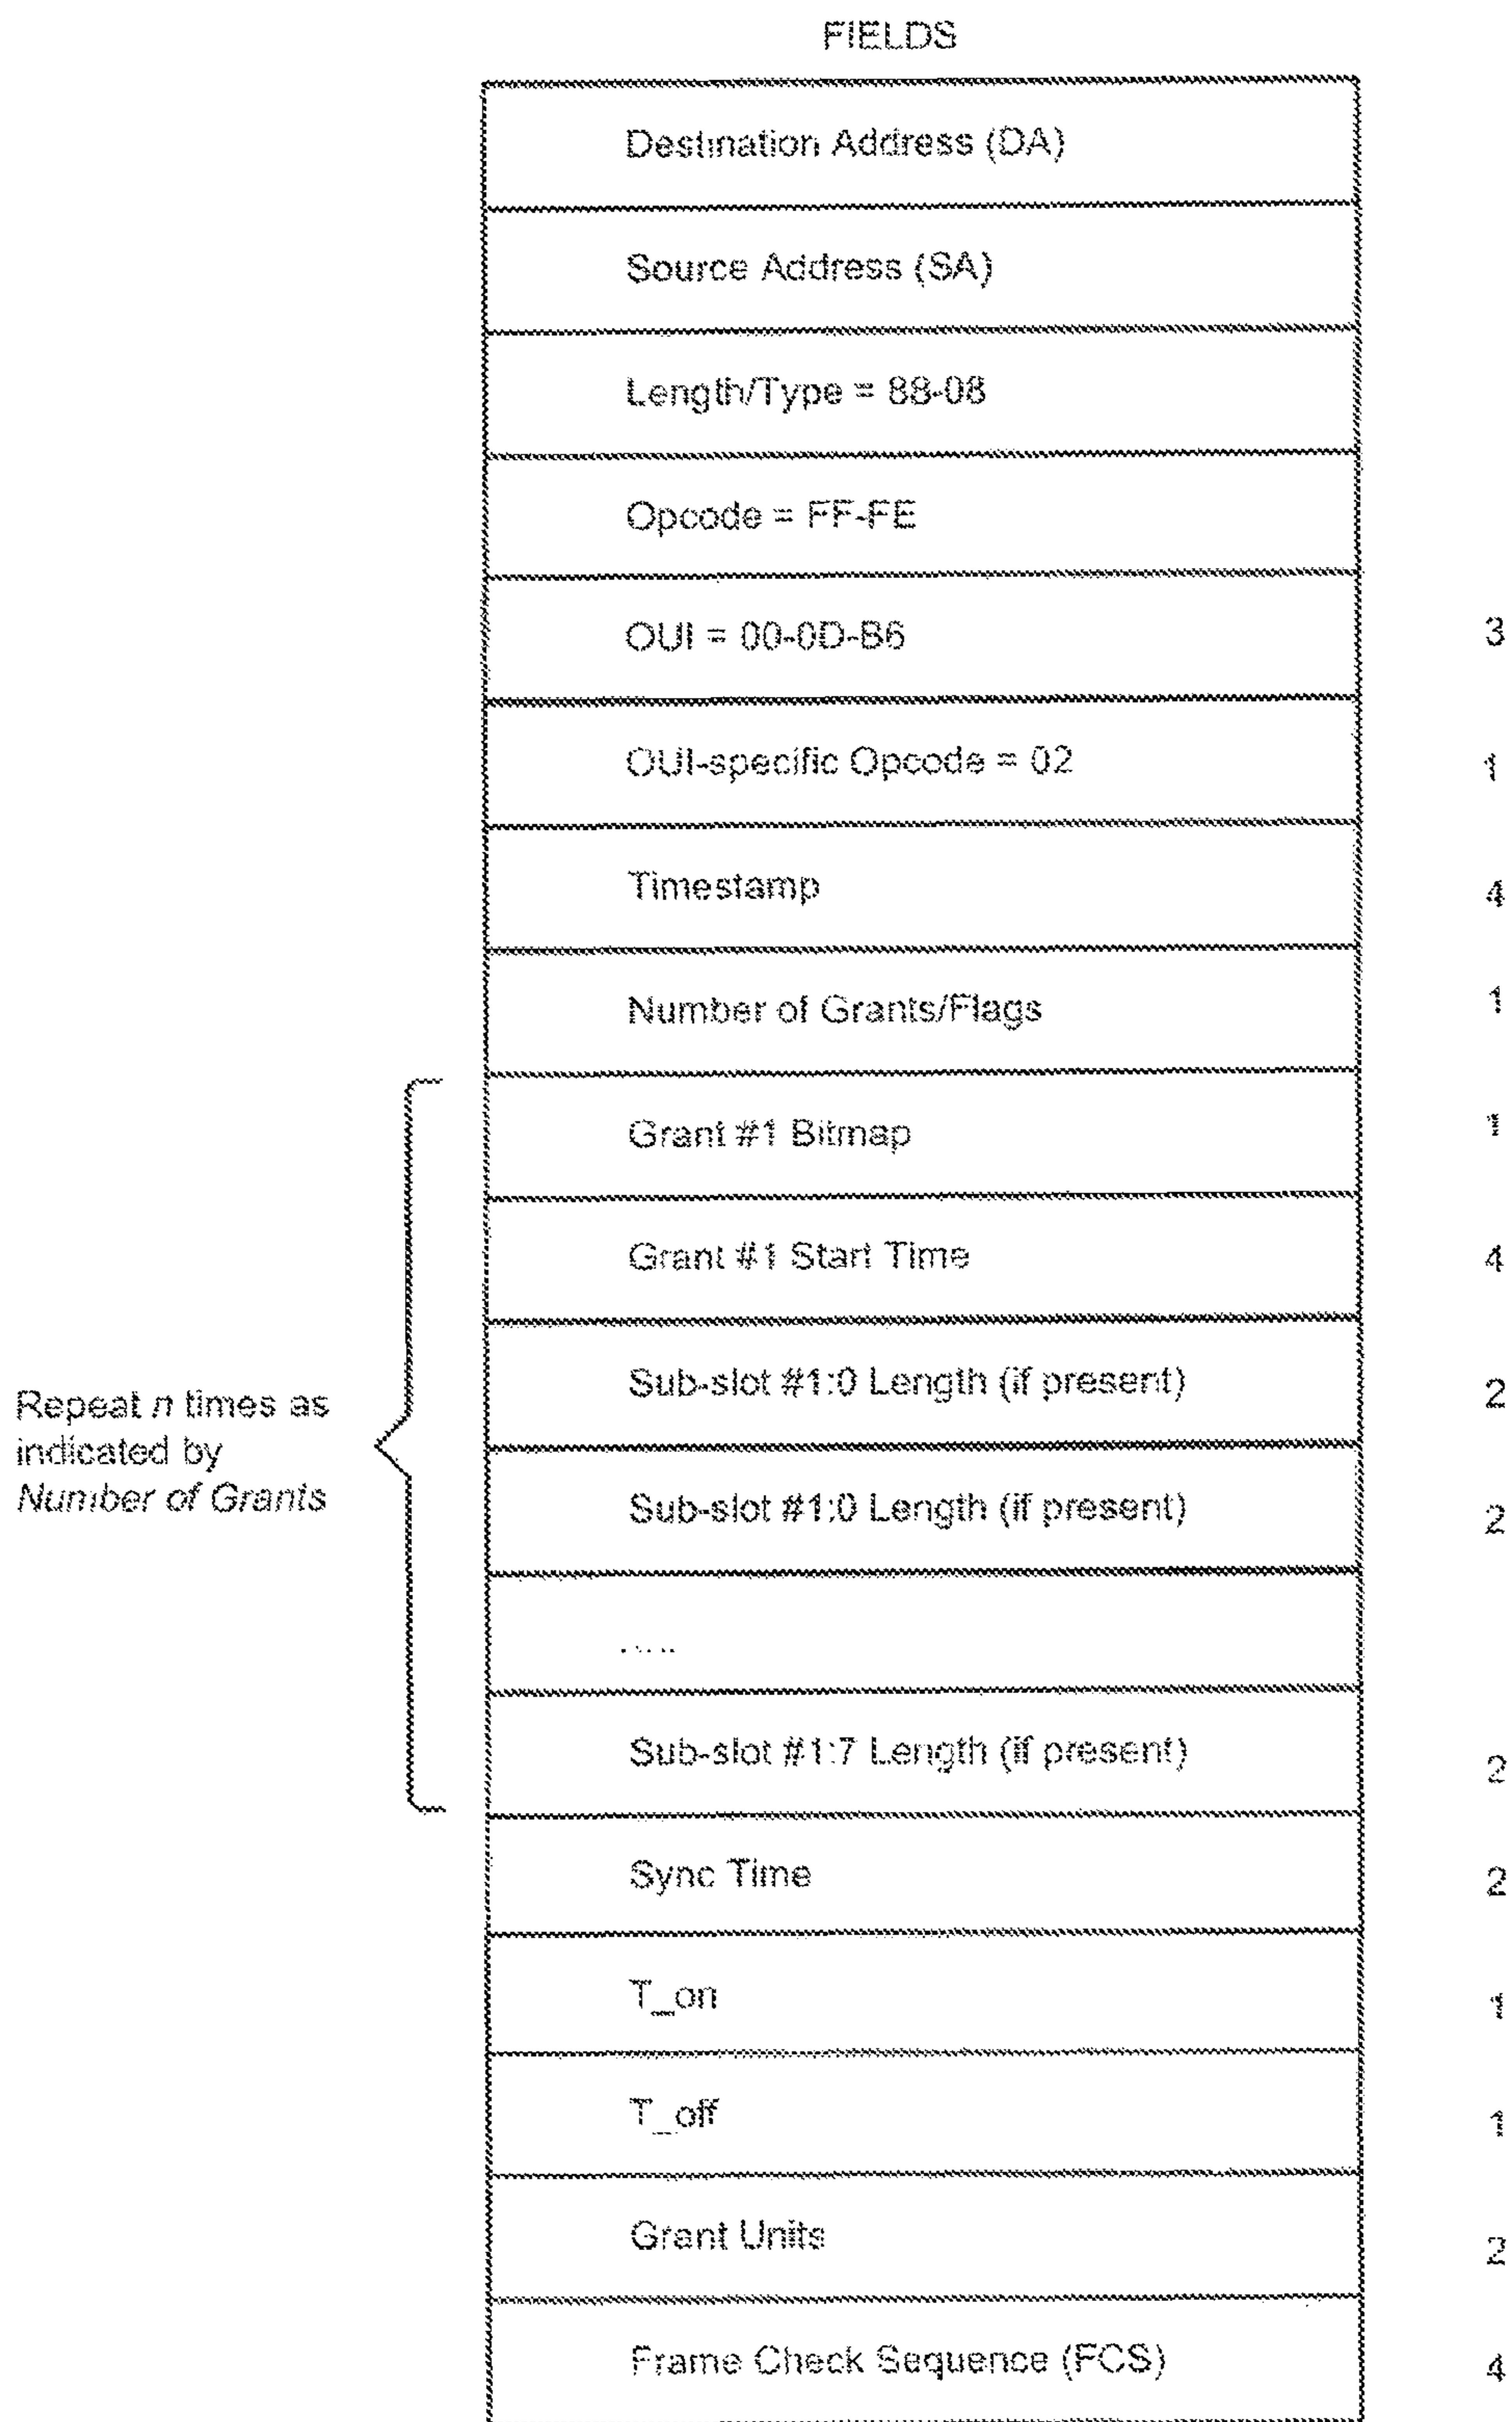 FIELDS
Destination Address (DA)
Source Address (SA)
Length/Type = 88-08
Opcode = FF-FE
OUI = 00-0D-B6 3
OUI-specific Opcode = 02 1
Timestamp 4
Number of Grants/Flags 1
Grant #1 Bitmap 1
Grant #1 Start Time 4
Sub-slot #1:0 Length (if present) 2
Repeat n times as
indicated by
Number of Grants
Sub-slot #1:0 Length (if present) 2
.....
Sub-slot #1:7 Length (if present) 2
Sync Time 2
T_on 1
T_off 1
Grant Units 2
Frame Check Sequence (FCS) 4